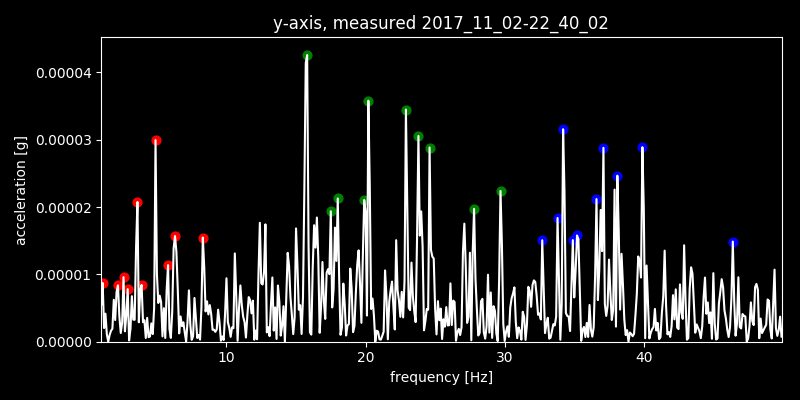 y-axis, measured 2017_11_02-22_40_02
0.00004
0.00003
0.00002
0.00001
0.00000
acceleration [g]
10 20 30 40
frequency [Hz]